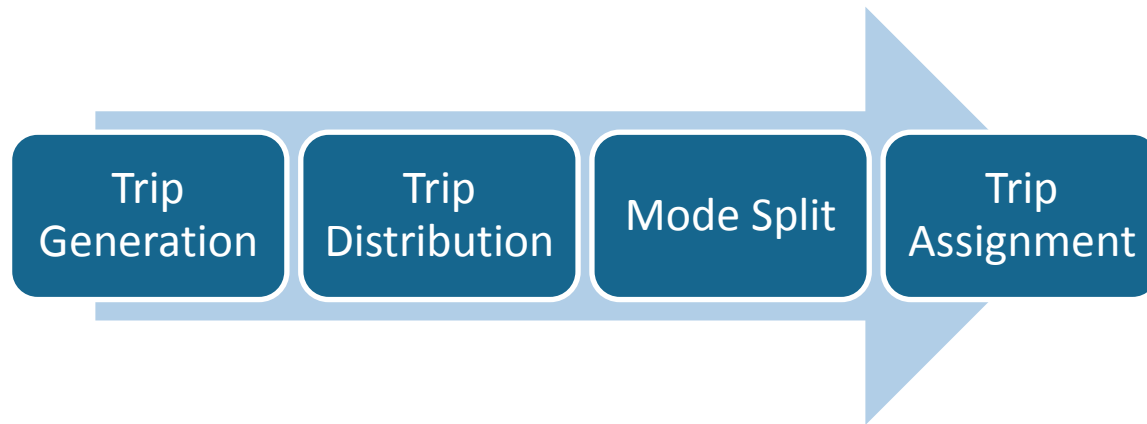 Trip
Generation
Trip
Distribution
Mode Split
Trip
Assignment